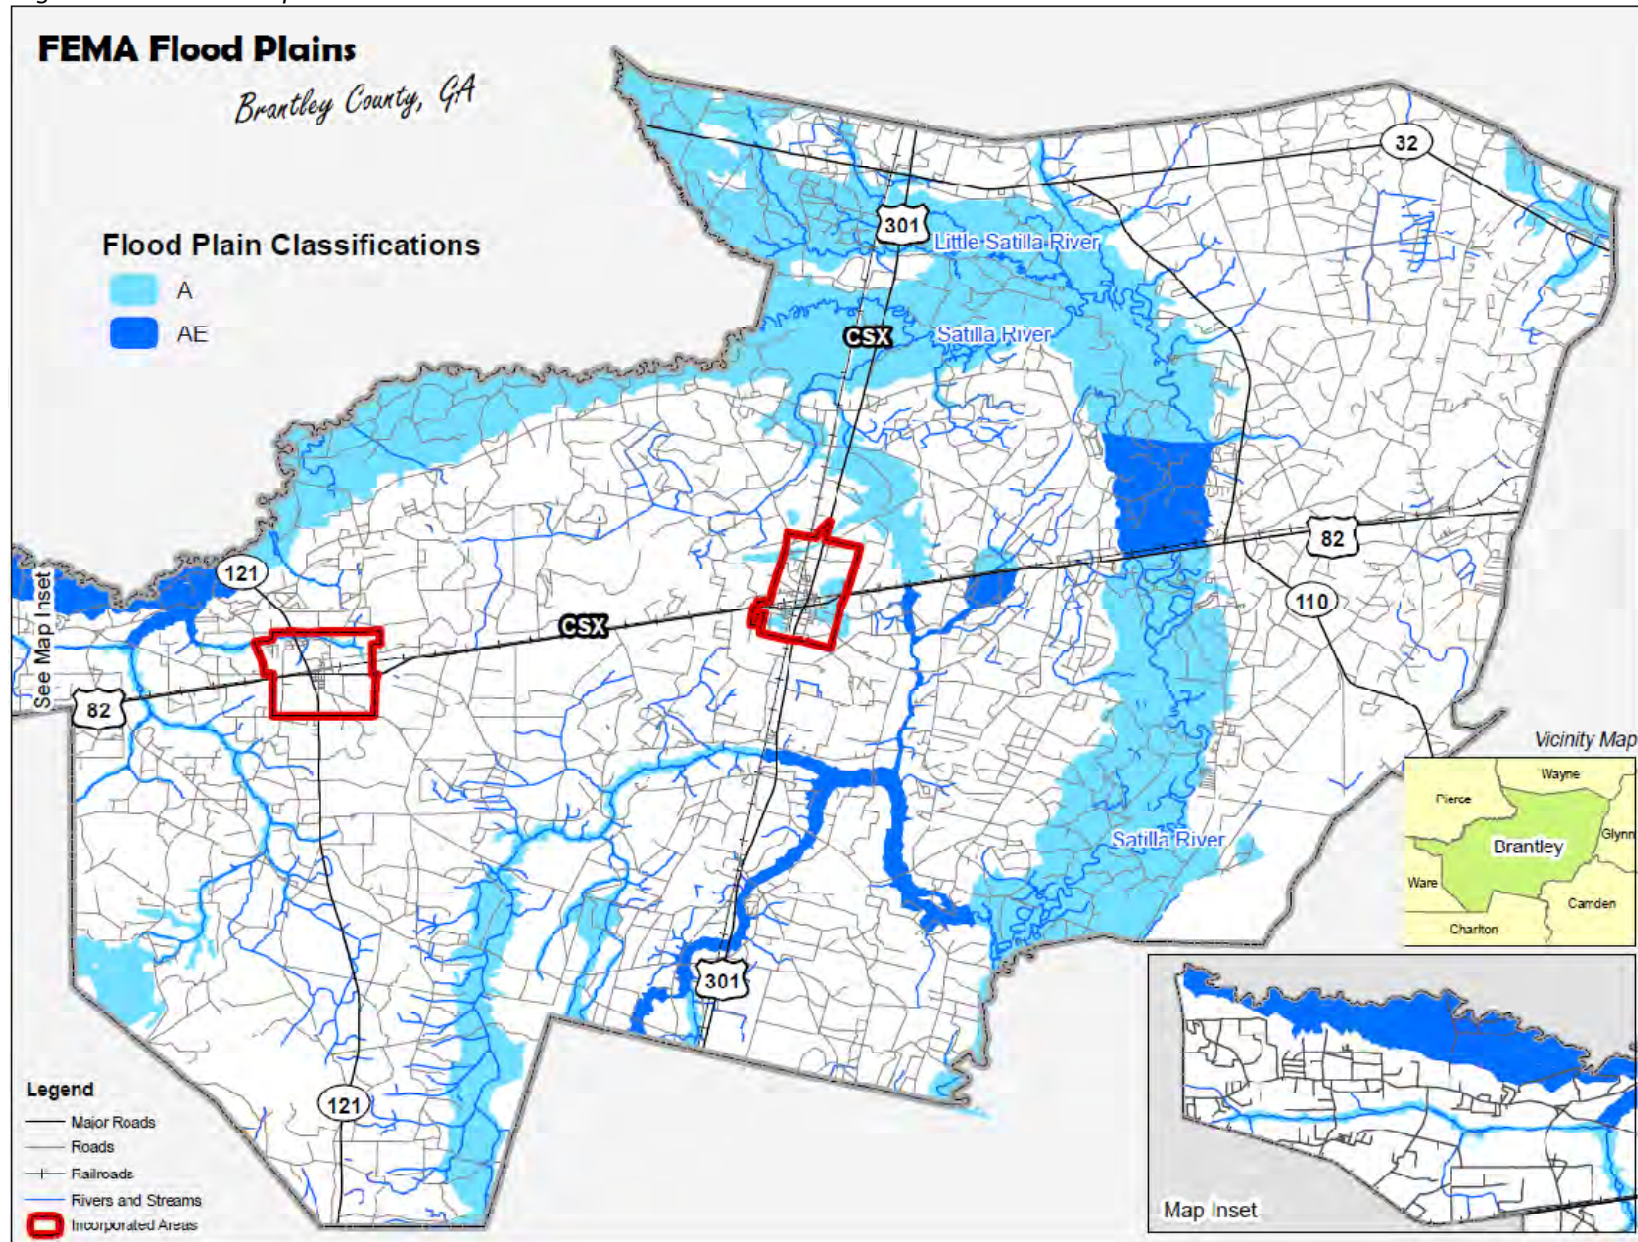 FEMA Flood Plains
Brantley County, GA
Flood Plain Classifications
A
AE
32
301
Little Satilla River
CSX
Satilla River
121
See Map Inset
82
CSX
82
110
Satilla River
301
121
Vicinity Map
Wayne
Pierce
Glynn
Brantley
Ware
Camden
Charlton
Legend
Major Roads
Roads
Railroads
Rivers and Streams
Incorporated Areas
Map Inset